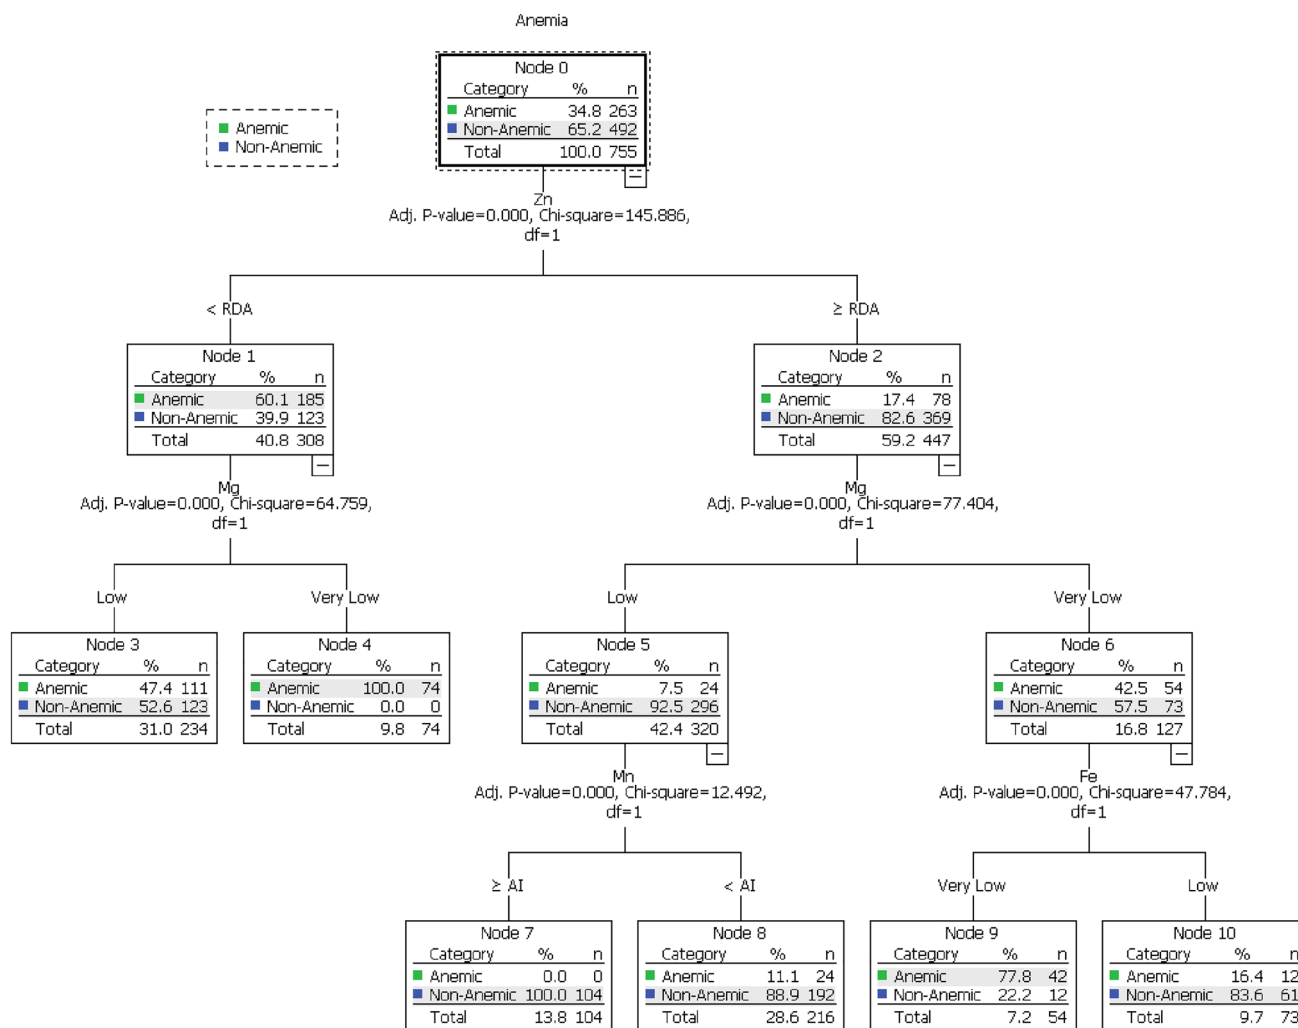 Anemia
Node 0
Category % n
Anemic 34.8 263
Non-Anemic 65.2 492
Total 100.0 755
Anemic
Non-Anemic
Zn
Adj. P-value=0.000, Chi-square=145.886,
df=1
< RDA
≥ RDA
Node 1
Category % n
Anemic 60.1 185
Non-Anemic 39.9 123
Total 40.8 308
Node 2
Category % n
Anemic 17.4 78
Non-Anemic 82.6 369
Total 59.2 447
Mg
Adj. P-value=0.000, Chi-square=64.759,
df=1
Mg
Adj. P-value=0.000, Chi-square=77.404,
df=1
Low
Very Low
Low
Very Low
Node 3
Category % n
Anemic 47.4 111
Non-Anemic 52.6 123
Total 31.0 234
Node 4
Category % n
Anemic 100.0 74
Non-Anemic 0.0 0
Total 9.8 74
Node 5
Category % n
Anemic 7.5 24
Non-Anemic 92.5 296
Total 42.4 320
Node 6
Category % n
Anemic 42.5 54
Non-Anemic 57.5 73
Total 16.8 127
Mn
Adj. P-value=0.000, Chi-square=12.492,
df=1
Fe
Adj. P-value=0.000, Chi-square=47.784,
df=1
≥ AI
< AI
Very Low
Low
Node 7
Category % n
Anemic 0.0 0
Non-Anemic 100.0 104
Total 13.8 104
Node 8
Category % n
Anemic 11.1 24
Non-Anemic 88.9 192
Total 28.6 216
Node 9
Category % n
Anemic 77.8 42
Non-Anemic 22.2 12
Total 7.2 54
Node 10
Category % n
Anemic 16.4 12
Non-Anemic 83.6 61
Total 9.7 73